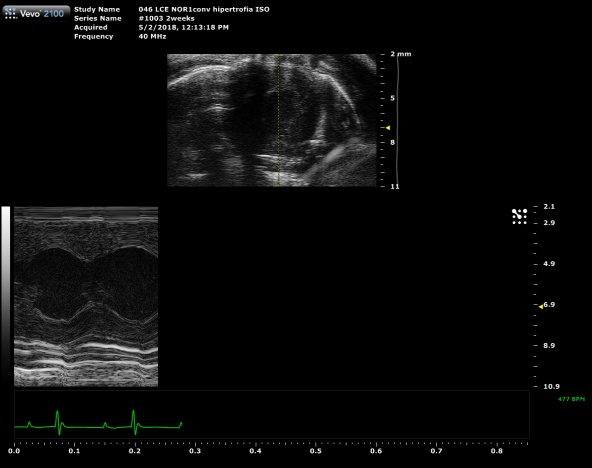 Vevo 2100
Study Name 046 LCE NOR1conv hipertrofia ISO
Series Name #1003 2weeks
Acquired 5/2/2018, 12:13:18 PM
Frequency 40 MHz
2 mm
5
8
11
2.1
2.9
4.9
6.9
8.9
10.9
477 BPM
0.0 0.1 0.2 0.3 0.4 0.5 0.6 0.7 0.8